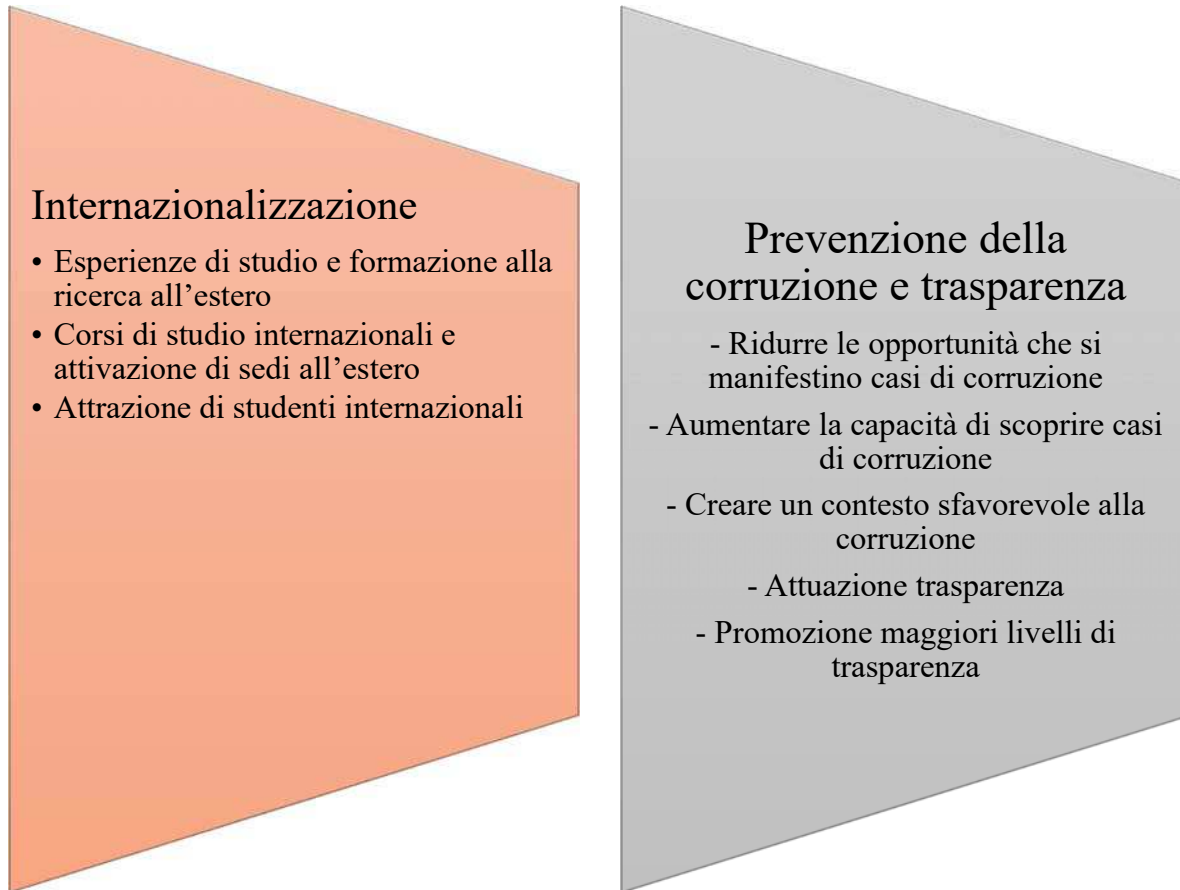 Internazionalizzazione
• Esperienze di studio e formazione alla
ricerca all’estero
• Corsi di studio internazionali e
attivazione di sedi all’estero
• Attrazione di studenti internazionali
Prevenzione della
corruzione e trasparenza
- Ridurre le opportunità che si
manifestino casi di corruzione
- Aumentare la capacità di scoprire casi
di corruzione
- Creare un contesto sfavorevole alla
corruzione
- Attuazione trasparenza
- Promozione maggiori livelli di
trasparenza